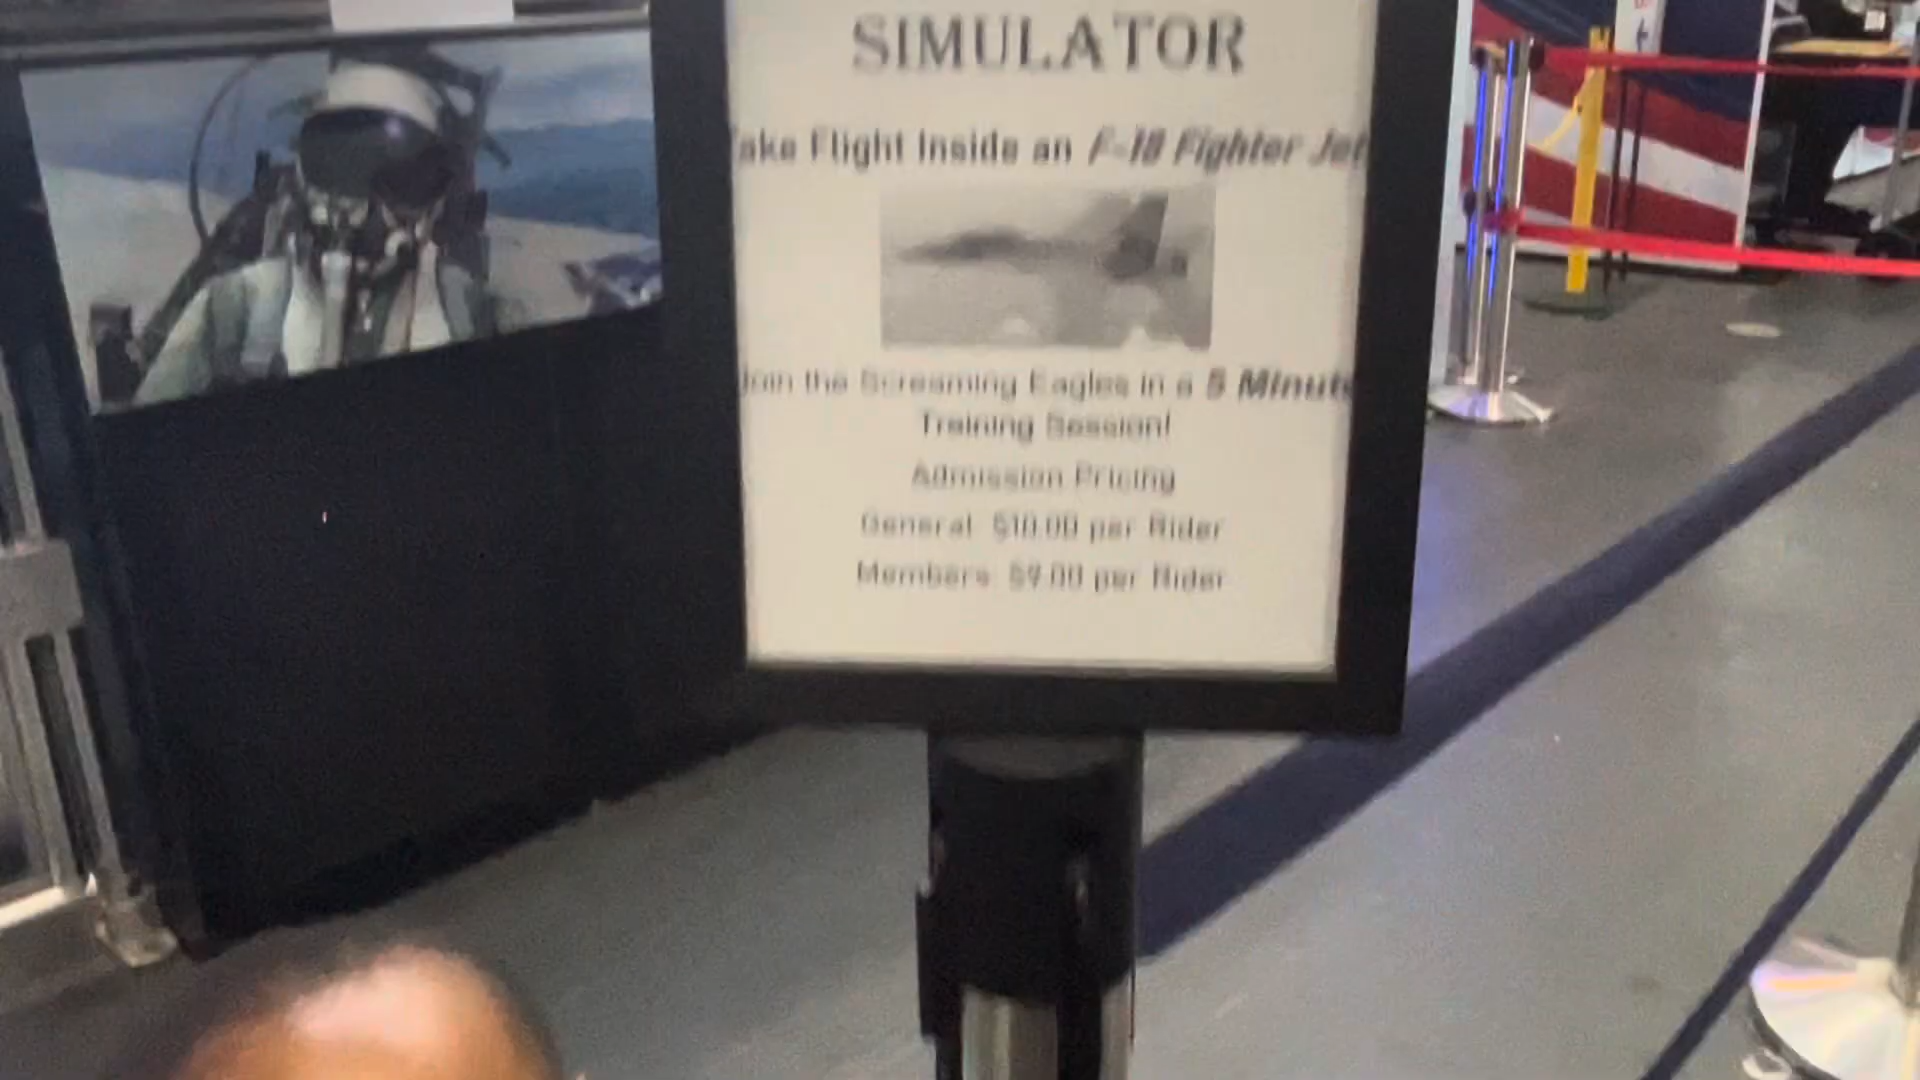 SIMULATOR
ake Flight Inside an F-18 Fighter Jet
Join the Screaming Eagles in a 5 Minute
Training Session!
Admission Pricing
General: $10.00 per Rider
Members: $9.00 per Rider